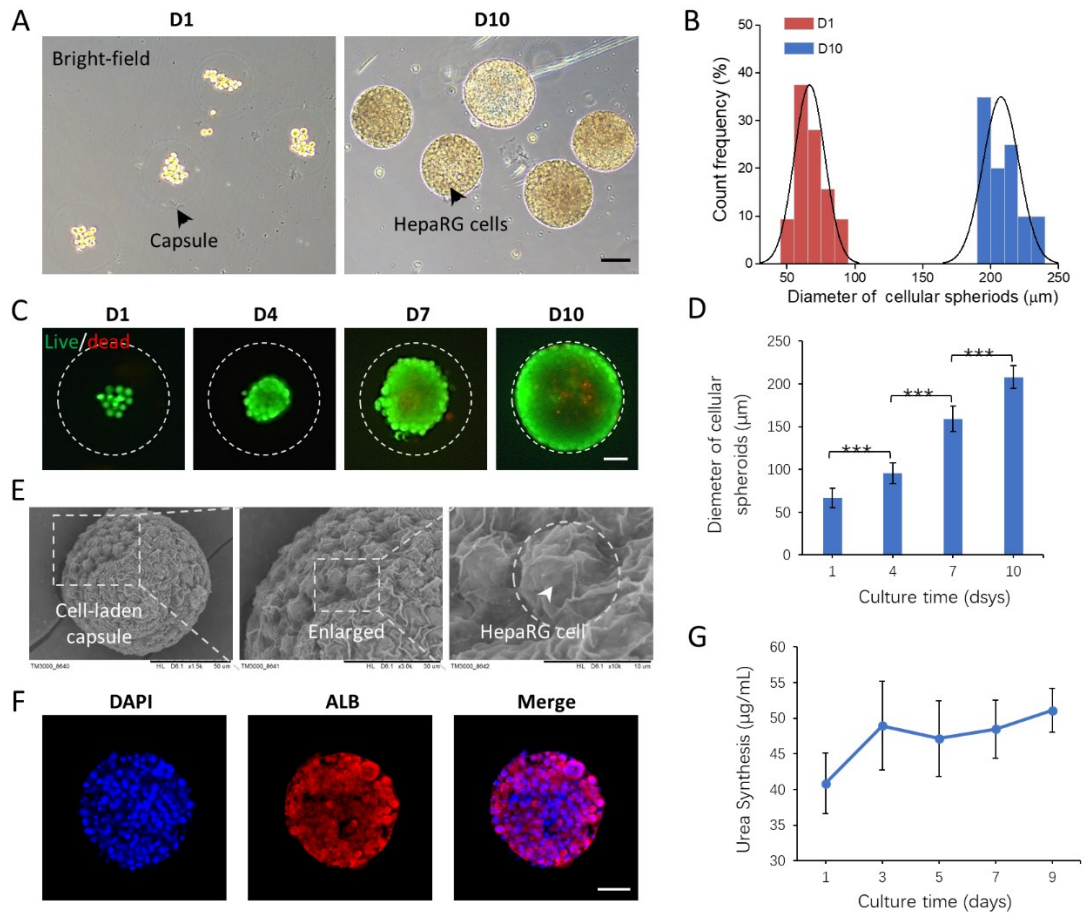 A
D1
D10
Bright-field
Capsule
HepaRG cells
B
D1
D10
Count frequency (%)
50
40
30
20
10
0
50
100
150
200
250
Diameter of cellular spheriods (μm)
C
D1
D4
D7
D10
Live/dead
D
Diemeter of cellular
spheroids (μm)
250
200
150
100
50
0
***
***
***
1
4
7
10
Culture time (dsys)
E
Cell-laden
capsule
Enlarged
HepaRG cell
TM3000_8640
HL D6.1 x1.5k 50 um
TM3000_8641
HL D6.1 x3.0k 30 um
TM3000_8642
HL D6.1 x10k 10 um
F
DAPI
ALB
Merge
G
Urea Synthesis (μg/mL)
60
55
50
45
40
35
30
1
3
5
7
9
Culture time (days)